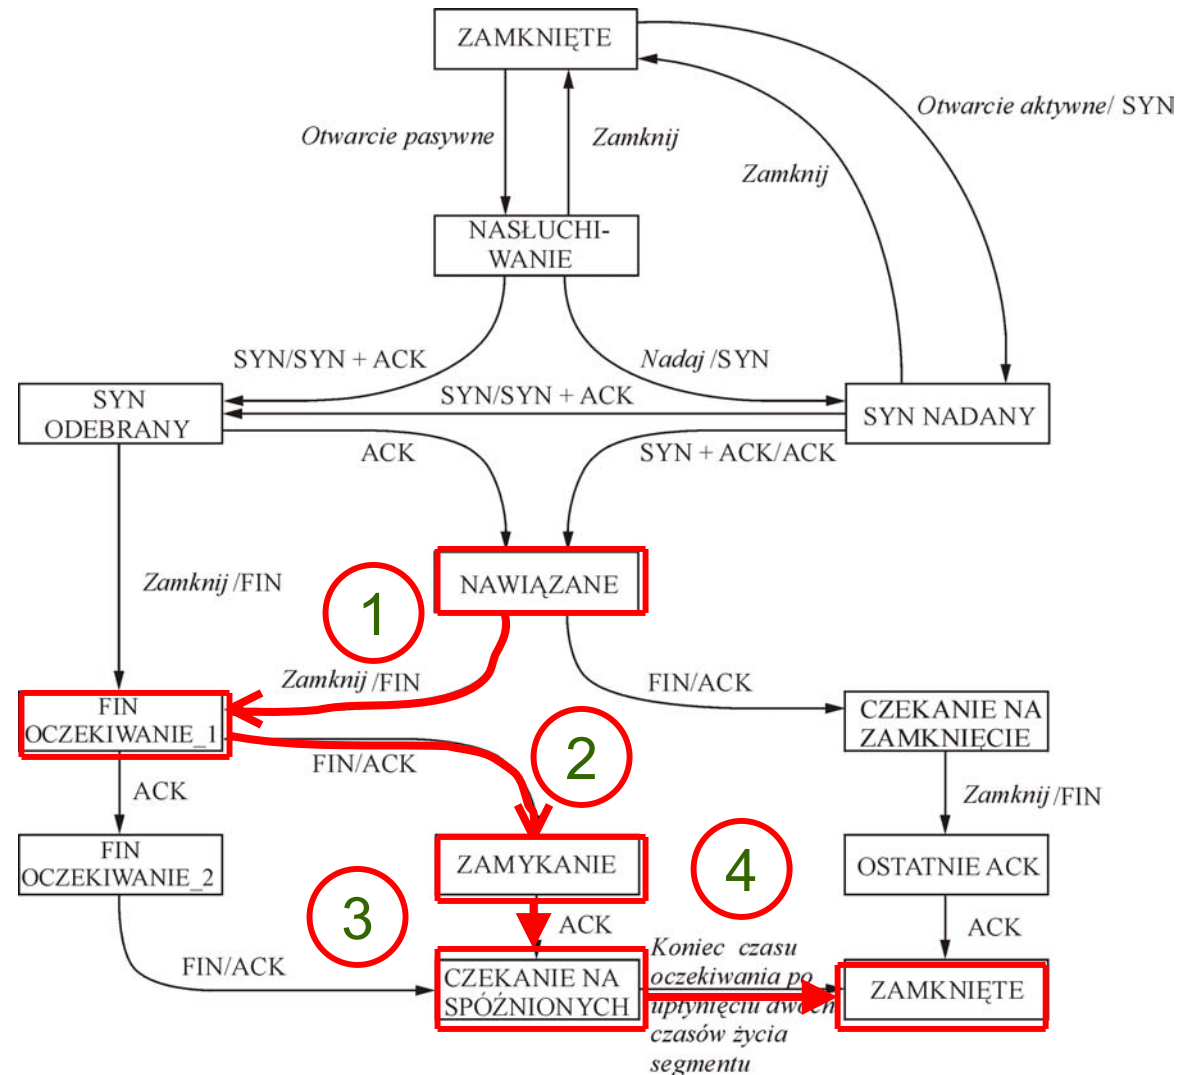 ZAMKNIĘTE
Otwarcie aktywne/ SYN
Otwarcie pasywne
Zamknij
Zamknij
NASŁUCHI-
WANIE
SYN/SYN + ACK
Nadaj /SYN
SYN
ODEBRANY
SYN/SYN + ACK
SYN NADANY
ACK
SYN + ACK/ACK
Zamknij /FIN
1
NAWIĄZANE
Zamknij /FIN
FIN/ACK
FIN
OCZEKIWANIE_1
CZEKANIE NA
ZAMKNIĘCIE
FIN/ACK
2
ACK
Zamknij /FIN
FIN
OCZEKIWANIE_2
ZAMYKANIE
4
OSTATNIE ACK
3
ACK
ACK
FIN/ACK
CZEKANIE NA
SPÓŹNIONYCH
Koniec czasu
oczekiwania po
upłynięciu dwóch
czasów życia
segmentu
ZAMKNIĘTE